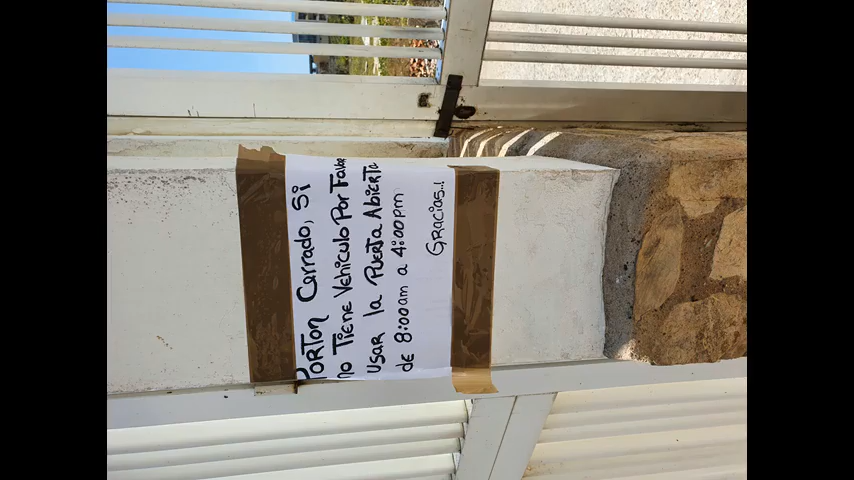 PORTON Cerrado, Si
no Tiene Vehiculo Por Favor
usar la Puerta Abierta
de 8:00am a 4:00pm
Gracias..!